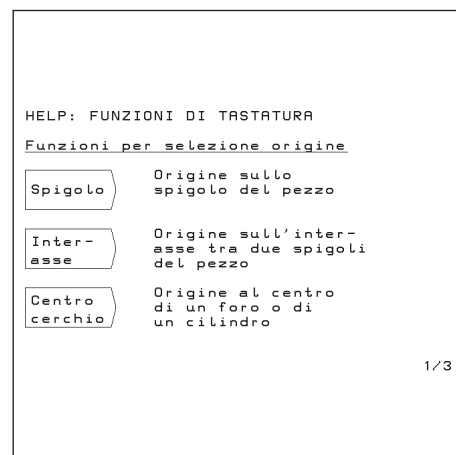 HELP: FUNZIONI DI TASTATURA
Funzioni per selezione origine
Spigolo
Origine sullo
spigolo del pezzo
Inter-
asse
Origine sull'inter-
asse tra due spigoli
del pezzo
Centro
cerchio
Origine al centro
di un foro o di
un cilindro
1/3